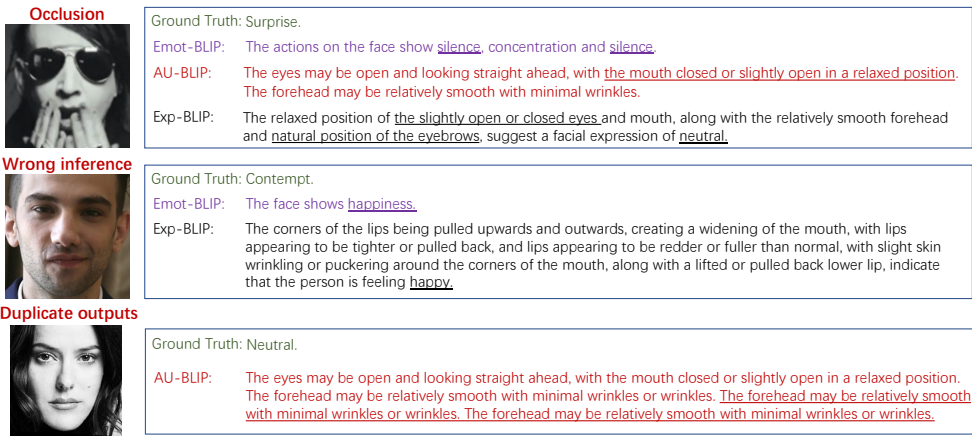 Occlusion
Ground Truth: Surprise.
Emot-BLIP: The actions on the face show silence, concentration and silence.
AU-BLIP: The eyes may be open and looking straight ahead, with the mouth closed or slightly open in a relaxed position.
The forehead may be relatively smooth with minimal wrinkles.
Exp-BLIP: The relaxed position of the slightly open or closed eyes and mouth, along with the relatively smooth forehead
and natural position of the eyebrows, suggest a facial expression of neutral.
Wrong inference
Ground Truth: Contempt.
Emot-BLIP: The face shows happiness.
Exp-BLIP: The corners of the lips being pulled upwards and outwards, creating a widening of the mouth, with lips
appearing to be tighter or pulled back, and lips appearing to be redder or fuller than normal, with slight skin
wrinkling or puckering around the corners of the mouth, along with a lifted or pulled back lower lip, indicate
that the person is feeling happy.
Duplicate outputs
Ground Truth: Neutral.
AU-BLIP: The eyes may be open and looking straight ahead, with the mouth closed or slightly open in a relaxed position.
The forehead may be relatively smooth with minimal wrinkles or wrinkles. The forehead may be relatively smooth
with minimal wrinkles or wrinkles. The forehead may be relatively smooth with minimal wrinkles or wrinkles.